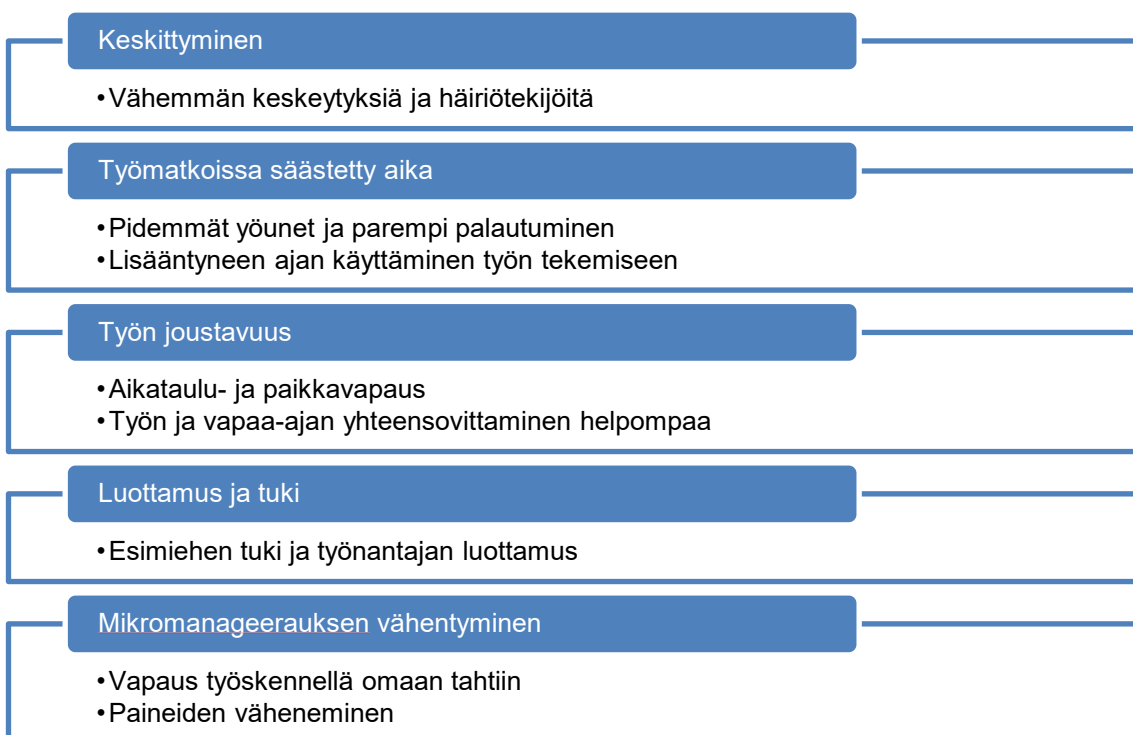 Keskittyminen
•Vähemmän keskeytyksiä ja häiriötekijöitä
Työmatkoissa säästetty aika
•Pidemmät yöunet ja parempi palautuminen
•Lisääntyneen ajan käyttäminen työn tekemiseen
Työn joustavuus
•Aikataulu- ja paikkavapaus
•Työn ja vapaa-ajan yhteensovittaminen helpompaa
Luottamus ja tuki
•Esimiehen tuki ja työnantajan luottamus
Mikromanageerauksen vähentyminen
•Vapaus työskennellä omaan tahtiin
•Paineiden väheneminen